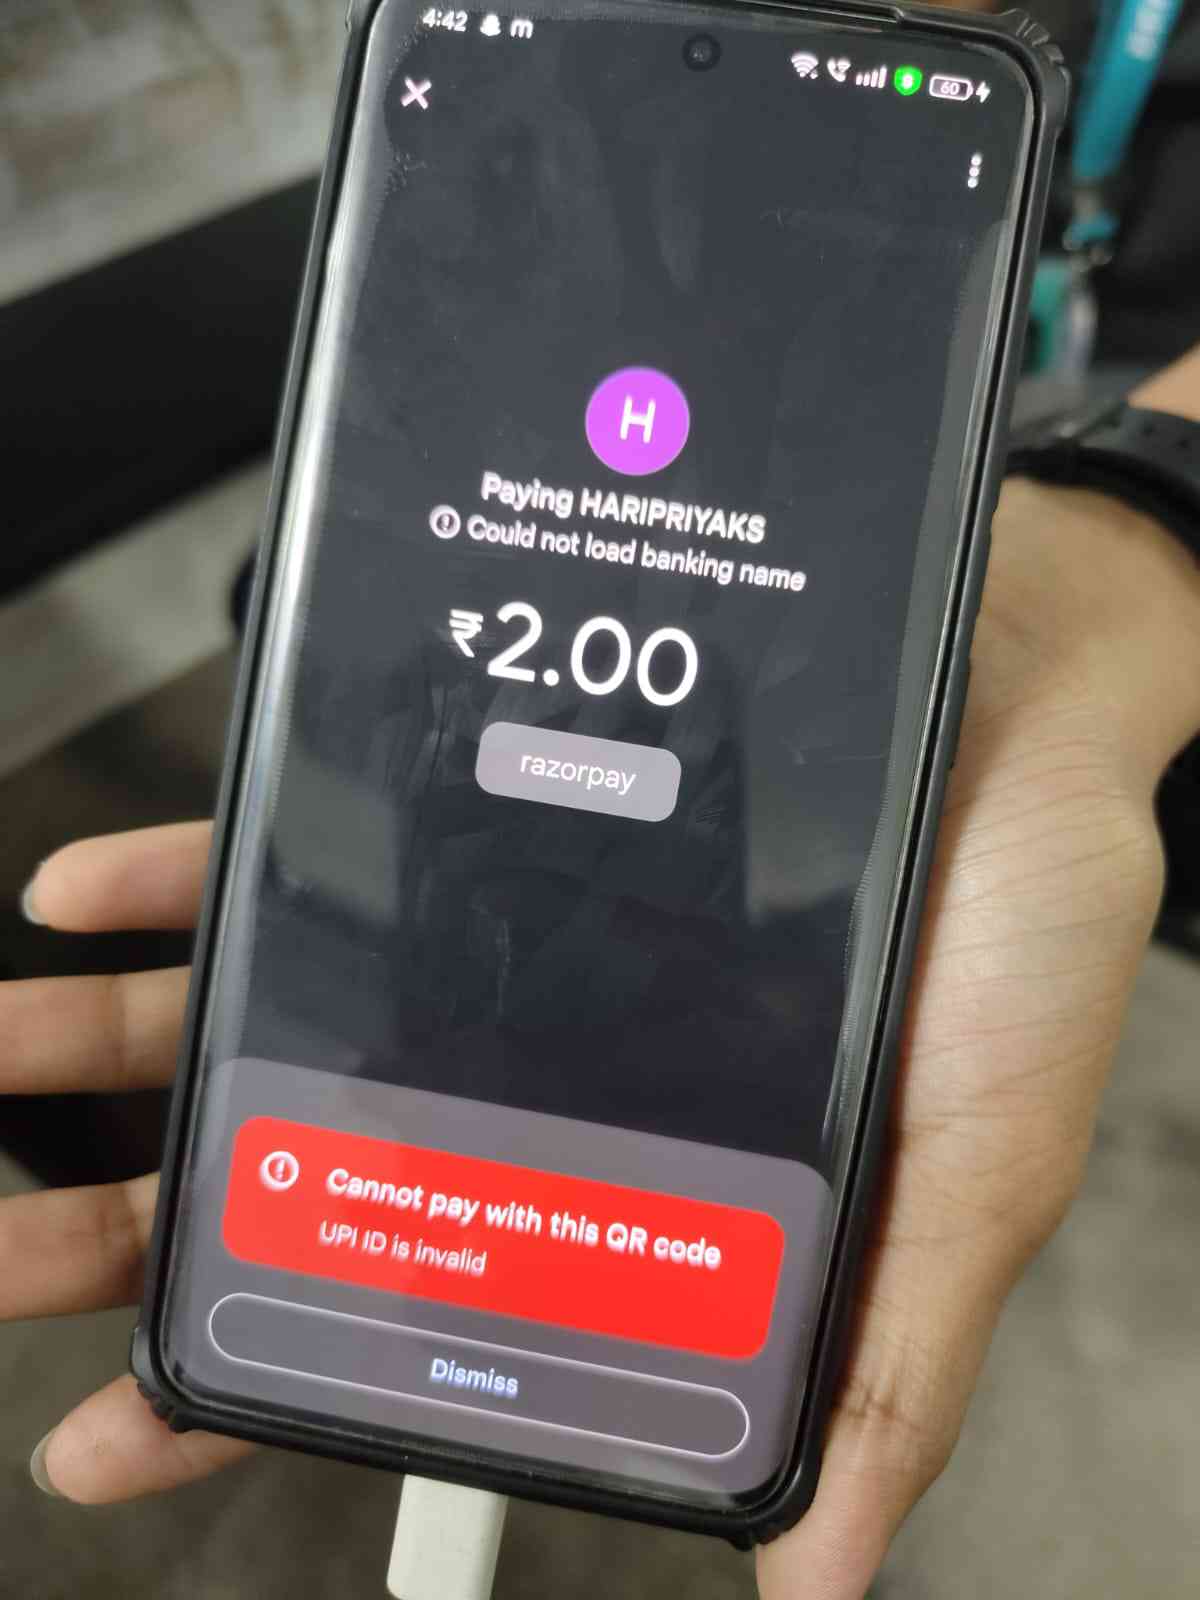 4:42 m
60
H
Paying HARIPRIYAKS
Could not load banking name
₹2.00
razorpay
Cannot pay with this QR code
UPI ID is invalid
Dismiss